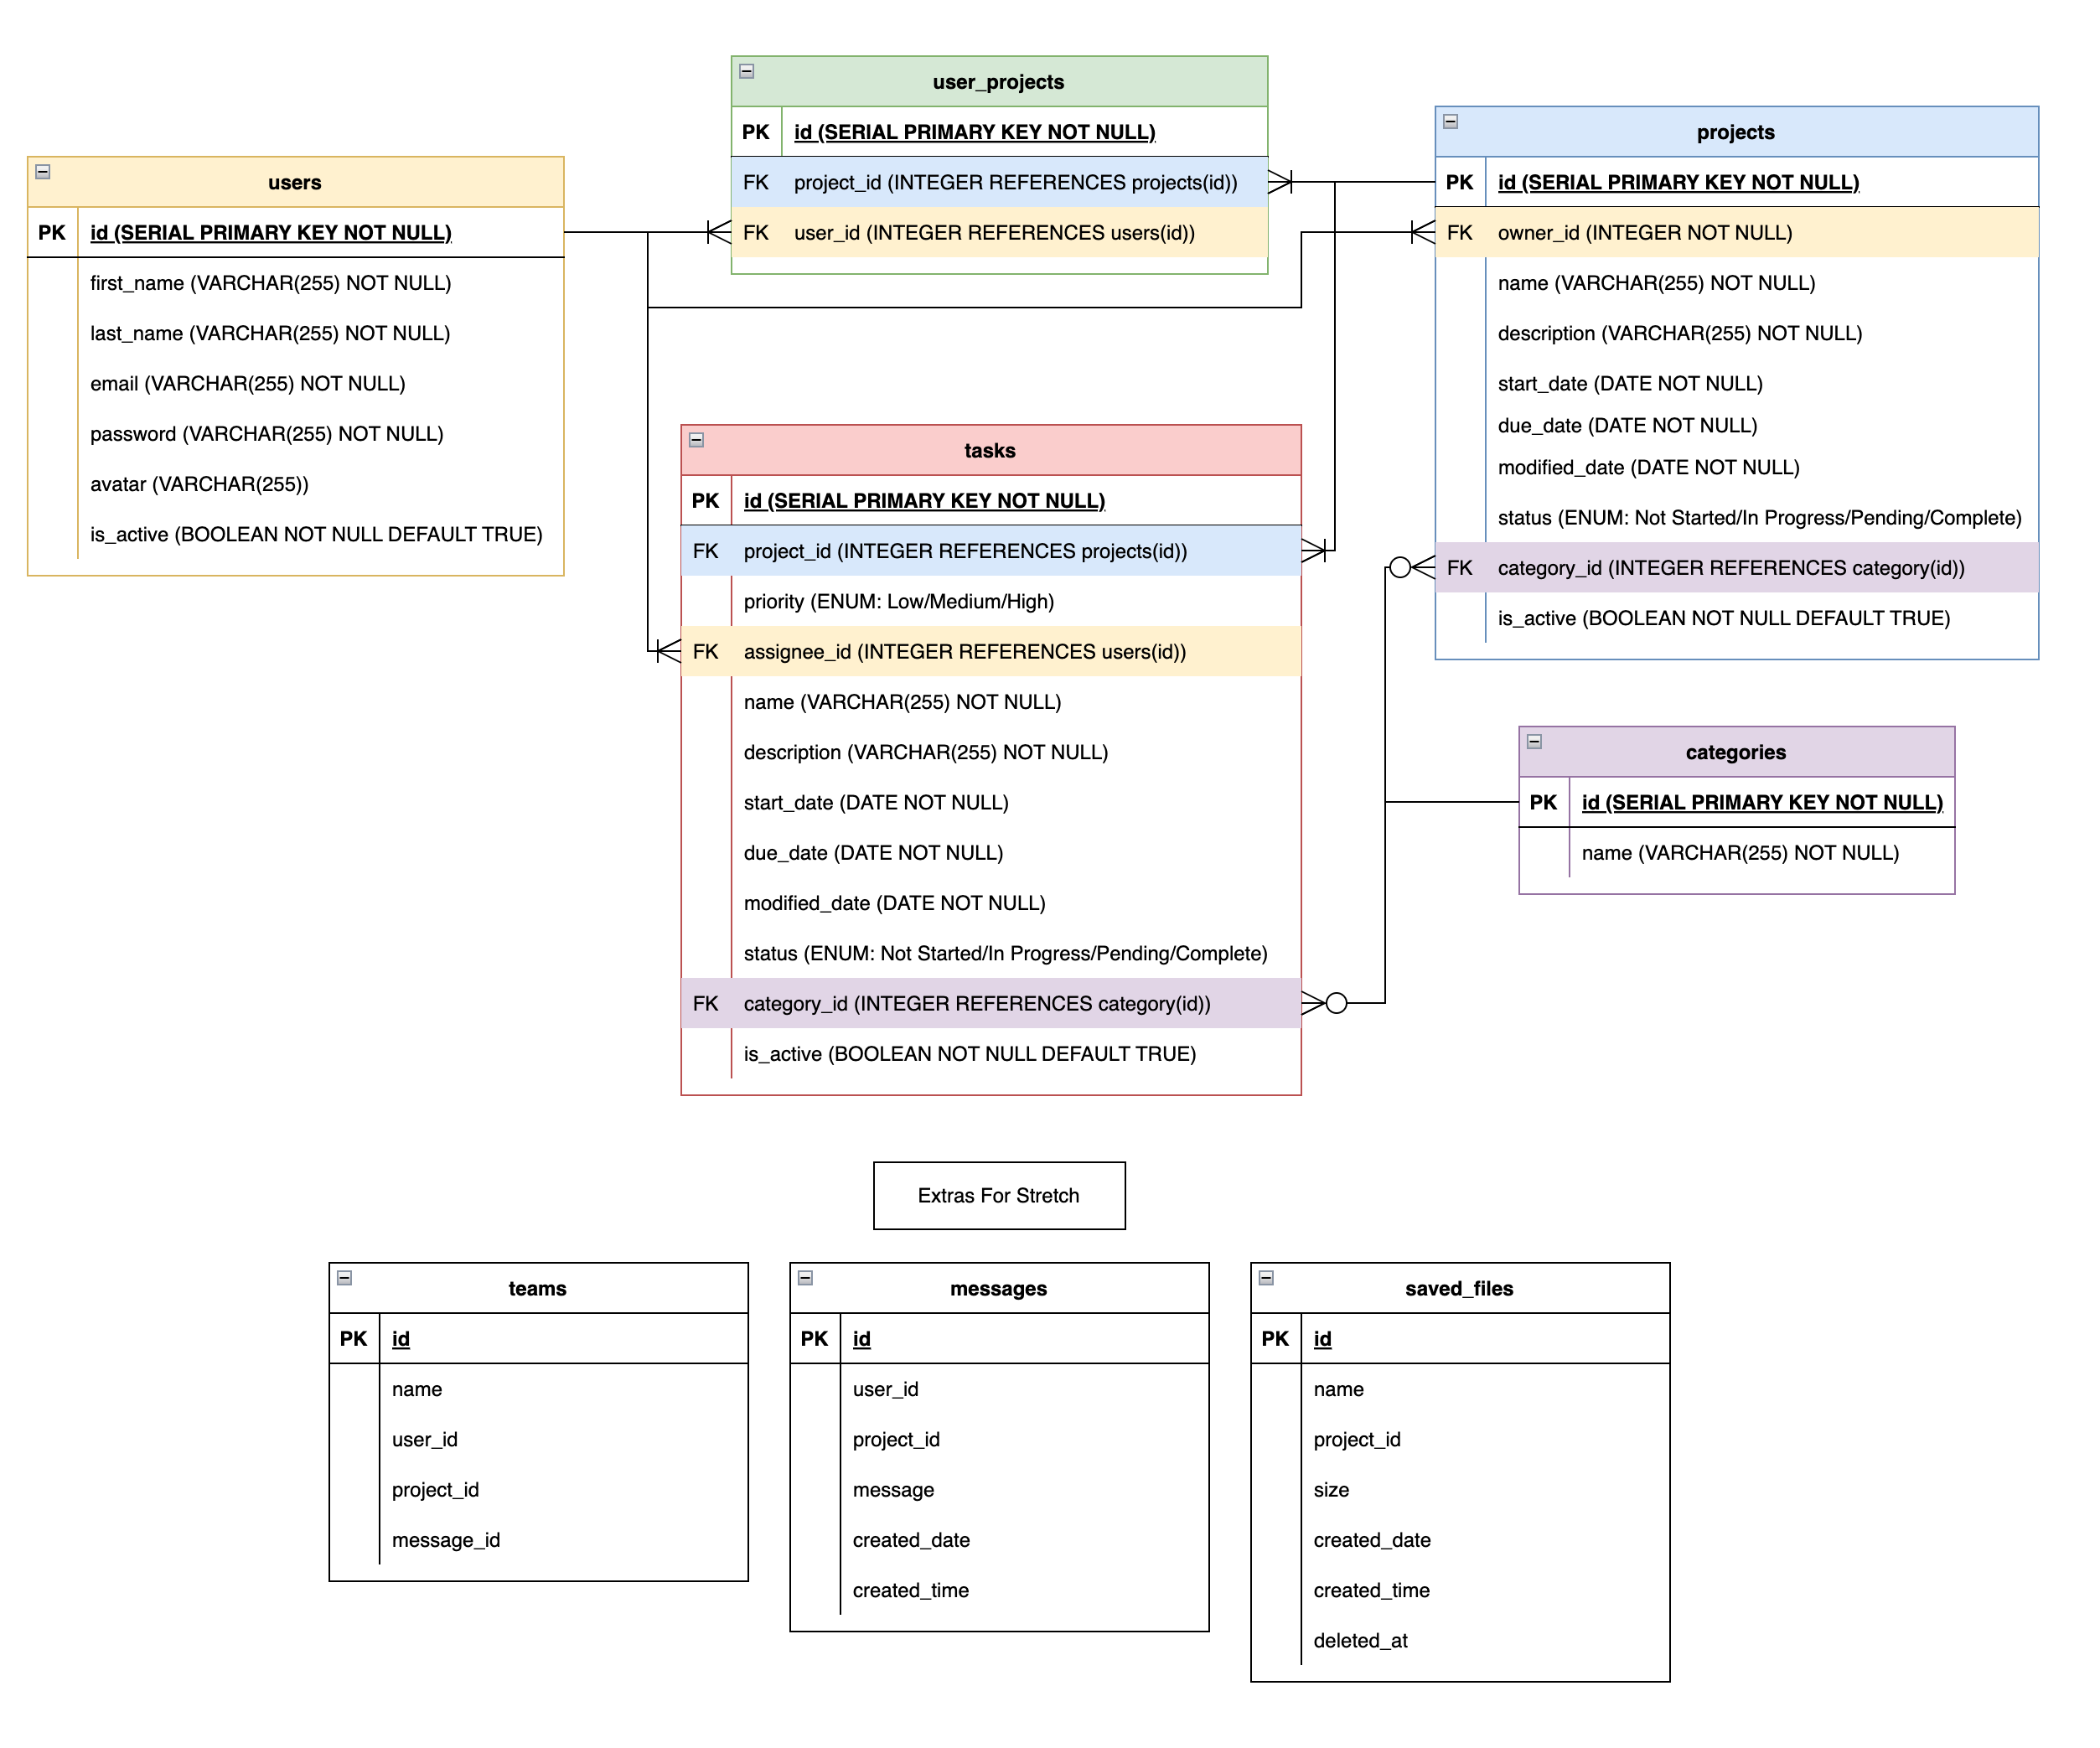 user_projects
PK id (SERIAL PRIMARY KEY NOT NULL)
FK project_id (INTEGER REFERENCES projects(id))
FK user_id (INTEGER REFERENCES users(id))
projects
PK id (SERIAL PRIMARY KEY NOT NULL)
FK owner_id (INTEGER NOT NULL)
name (VARCHAR(255) NOT NULL)
description (VARCHAR(255) NOT NULL)
start_date (DATE NOT NULL)
due_date (DATE NOT NULL)
modified_date (DATE NOT NULL)
status (ENUM: Not Started/In Progress/Pending/Complete)
FK category_id (INTEGER REFERENCES category(id))
is_active (BOOLEAN NOT NULL DEFAULT TRUE)
users
PK id (SERIAL PRIMARY KEY NOT NULL)
first_name (VARCHAR(255) NOT NULL)
last_name (VARCHAR(255) NOT NULL)
email (VARCHAR(255) NOT NULL)
password (VARCHAR(255) NOT NULL)
avatar (VARCHAR(255))
is_active (BOOLEAN NOT NULL DEFAULT TRUE)
tasks
PK id (SERIAL PRIMARY KEY NOT NULL)
FK project_id (INTEGER REFERENCES projects(id))
priority (ENUM: Low/Medium/High)
FK assignee_id (INTEGER REFERENCES users(id))
name (VARCHAR(255) NOT NULL)
description (VARCHAR(255) NOT NULL)
start_date (DATE NOT NULL)
due_date (DATE NOT NULL)
modified_date (DATE NOT NULL)
status (ENUM: Not Started/In Progress/Pending/Complete)
FK category_id (INTEGER REFERENCES category(id))
is_active (BOOLEAN NOT NULL DEFAULT TRUE)
categories
PK id (SERIAL PRIMARY KEY NOT NULL)
name (VARCHAR(255) NOT NULL)
Extras For Stretch
teams
PK id
name
user_id
project_id
message_id
messages
PK id
user_id
project_id
message
created_date
created_time
saved_files
PK id
name
project_id
size
created_date
created_time
deleted_at